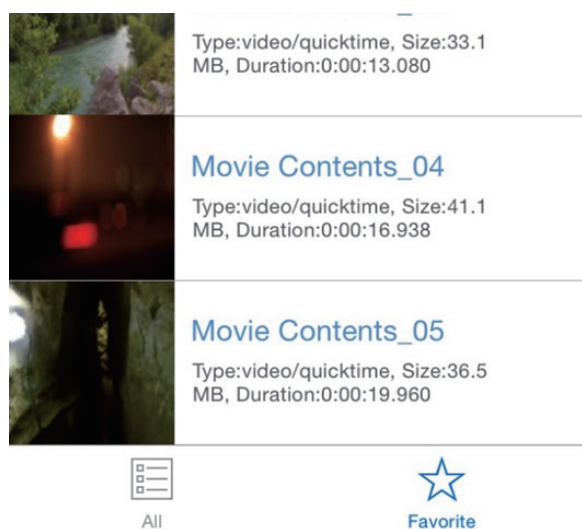 Type:video/quicktime, Size:33.1
MB, Duration:0:00:13.080
Movie Contents_04
Type:video/quicktime, Size:41.1
MB, Duration:0:00:16.938
Movie Contents_05
Type:video/quicktime, Size:36.5
MB, Duration:0:00:19.960
All
Favorite